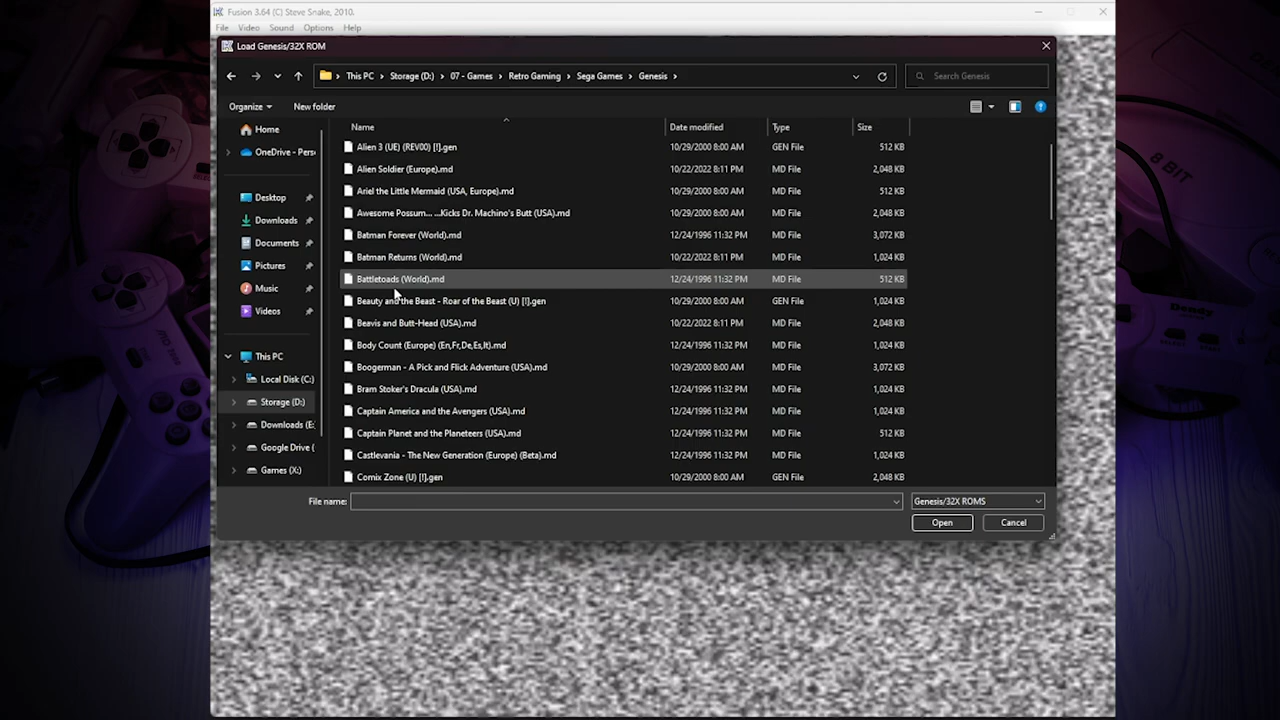 Fusion 3.64 (C) Steve Snake, 2010.
File Video Sound Options Help
Load Genesis/32X ROM
This PC > Storage (D:) > 07 - Games > Retro Gaming > Sega Games > Genesis >
Search Genesis
Organize New folder
Name Date modified Type Size
Home
OneDrive - Pers
Desktop
Downloads
Documents
Pictures
Music
Videos
This PC
Local Disk (C:)
Storage (D:)
Downloads (E:
Google Drive (
Games (X:)
Alien 3 (UE) (REV00) [!].gen 10/29/2000 8:00 AM GEN File 512 KB
Alien Soldier (Europe).md 10/22/2022 8:11 PM MD File 2,048 KB
Ariel the Little Mermaid (USA, Europe).md 10/29/2000 8:00 AM MD File 512 KB
Awesome Possum... ...Kicks Dr. Machino's Butt (USA).md 10/29/2000 8:00 AM MD File 2,048 KB
Batman Forever (World).md 12/24/1996 11:32 PM MD File 3,072 KB
Batman Returns (World).md 10/22/2022 8:11 PM MD File 1,024 KB
Battletoads (World).md 12/24/1996 11:32 PM MD File 512 KB
Beauty and the Beast - Roar of the Beast (U) [!].gen 10/29/2000 8:00 AM GEN File 1,024 KB
Beavis and Butt-Head (USA).md 10/22/2022 8:11 PM MD File 2,048 KB
Body Count (Europe) (En,Fr,De,Es,It).md 12/24/1996 11:32 PM MD File 1,024 KB
Boogerman - A Pick and Flick Adventure (USA).md 10/29/2000 8:00 AM MD File 3,072 KB
Bram Stoker's Dracula (USA).md 12/24/1996 11:32 PM MD File 1,024 KB
Captain America and the Avengers (USA).md 12/24/1996 11:32 PM MD File 1,024 KB
Captain Planet and the Planeteers (USA).md 12/24/1996 11:32 PM MD File 512 KB
Castlevania - The New Generation (Europe) (Beta).md 12/24/1996 11:32 PM MD File 1,024 KB
Comix Zone (U) [!].gen 10/29/2000 8:00 AM GEN File 2,048 KB
File name:
Genesis/32X ROMS
Open Cancel
8 BIT
Dendy
SELECT START